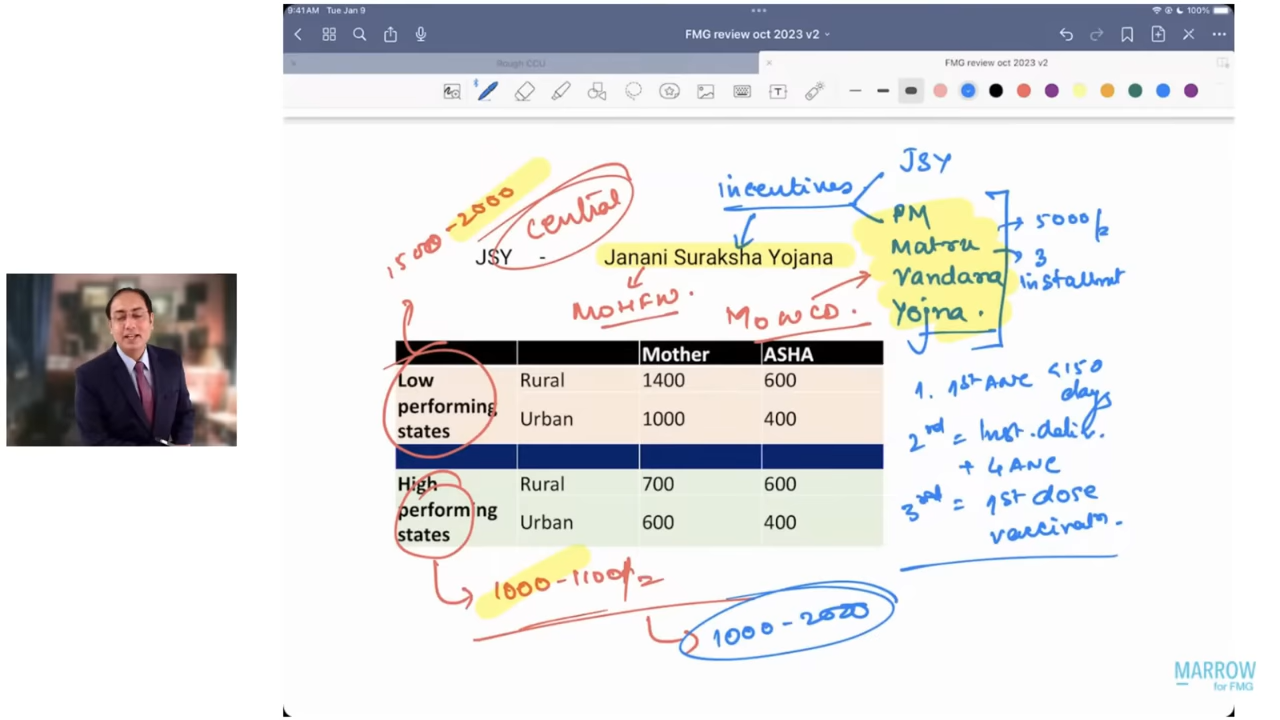 9:41AM Tue Jan 9
100%
FMG review oct 2023 v2
Rough CCU
FMG review oct 2023 v2
1500-2000
central
incentives
JSY
PM
Matru
Vandana
Yojna.
→ 5000/-
→ 3
installment
JSY - Janani Suraksha Yojana
MOHFW.
MOWCD.
Mother ASHA
Low performing states Rural 1400 600
Urban 1000 400
High performing states Rural 700 600
Urban 600 400
1. 1st ANC <150
days
2nd = Inst. deliv.
+ 4 ANC
3rd = 1st dose
vaccination.
1000-1100/-
1000-2000
MARROW
for FMG